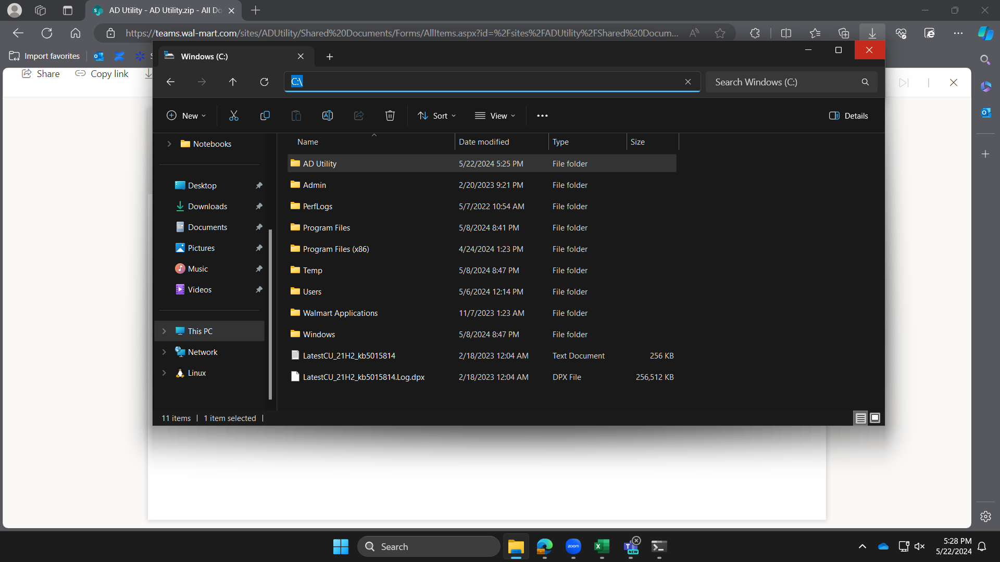 AD Utility - AD Utility.zip - All Do
https://teams.wal-mart.com/sites/ADUtility/Shared%20Documents/Forms/AllItems.aspx?id=%2Fsites%2FADUtility%2FShared%20Docum...
Import favorites
Share
Copy link
Windows (C:)
C:\
Search Windows (C:)
New
Sort
View
Details
Notebooks
Desktop
Downloads
Documents
Pictures
Music
Videos
This PC
Network
Linux
Name Date modified Type Size
AD Utility 5/22/2024 5:25 PM File folder
Admin 2/20/2023 9:21 PM File folder
PerfLogs 5/7/2022 10:54 AM File folder
Program Files 5/8/2024 8:41 PM File folder
Program Files (x86) 4/24/2024 1:23 PM File folder
Temp 5/8/2024 8:47 PM File folder
Users 5/6/2024 12:14 PM File folder
Walmart Applications 11/7/2023 1:23 AM File folder
Windows 5/8/2024 8:47 PM File folder
LatestCU_21H2_kb5015814 2/18/2023 12:04 AM Text Document 256 KB
LatestCU_21H2_kb5015814.Log.dpx 2/18/2023 12:04 AM DPX File 256,512 KB
11 items 1 item selected
Search
zoom
NEW
5:28 PM
5/22/2024